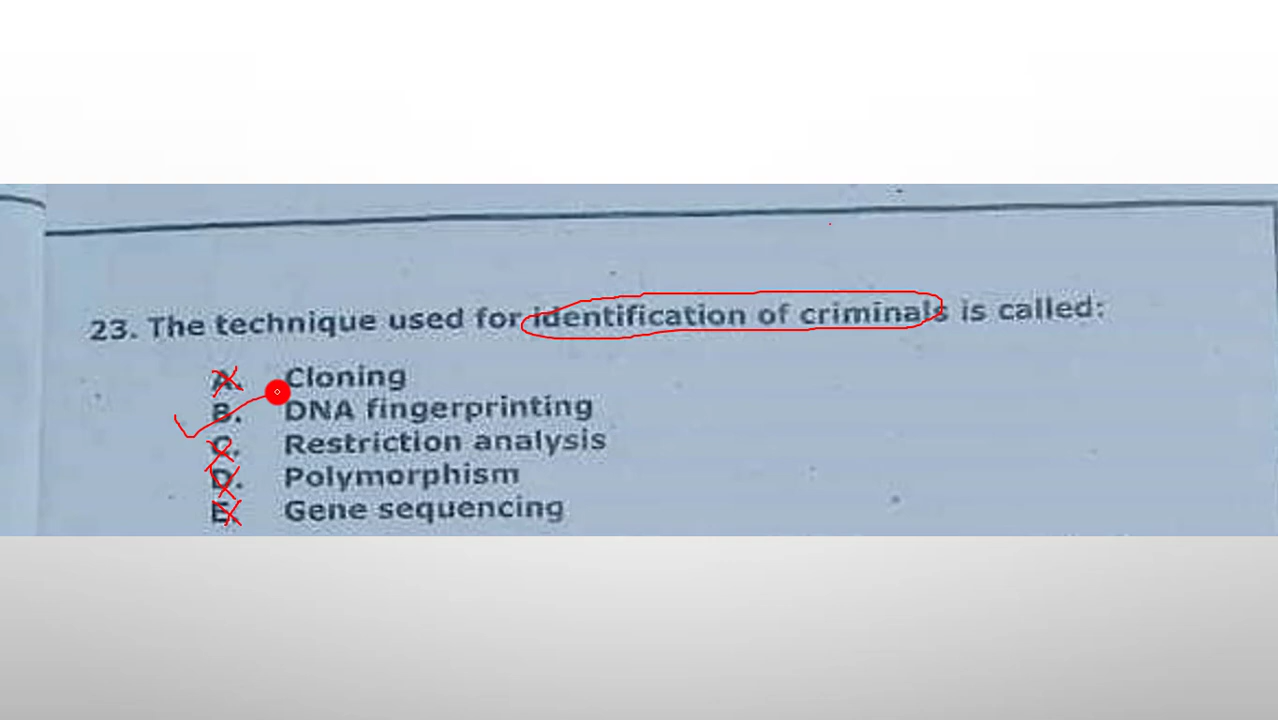 23. The technique used for identification of criminals is called:
A. Cloning
B. DNA fingerprinting
C. Restriction analysis
D. Polymorphism
E. Gene sequencing